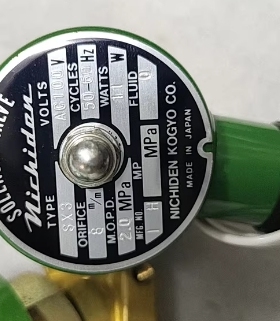 SOLENOID VALVE
Nichiden
TYPE SX3
VOLTS AC100V
ORIFICE 8 m/m
CYCLES 50-60 Hz
M.O.P.D. 2.0 MPa
WATTS 11 W
MFG NO 1 H
MP MPa
FLUID O
NICHIDEN KOGYO CO.
MADE IN JAPAN